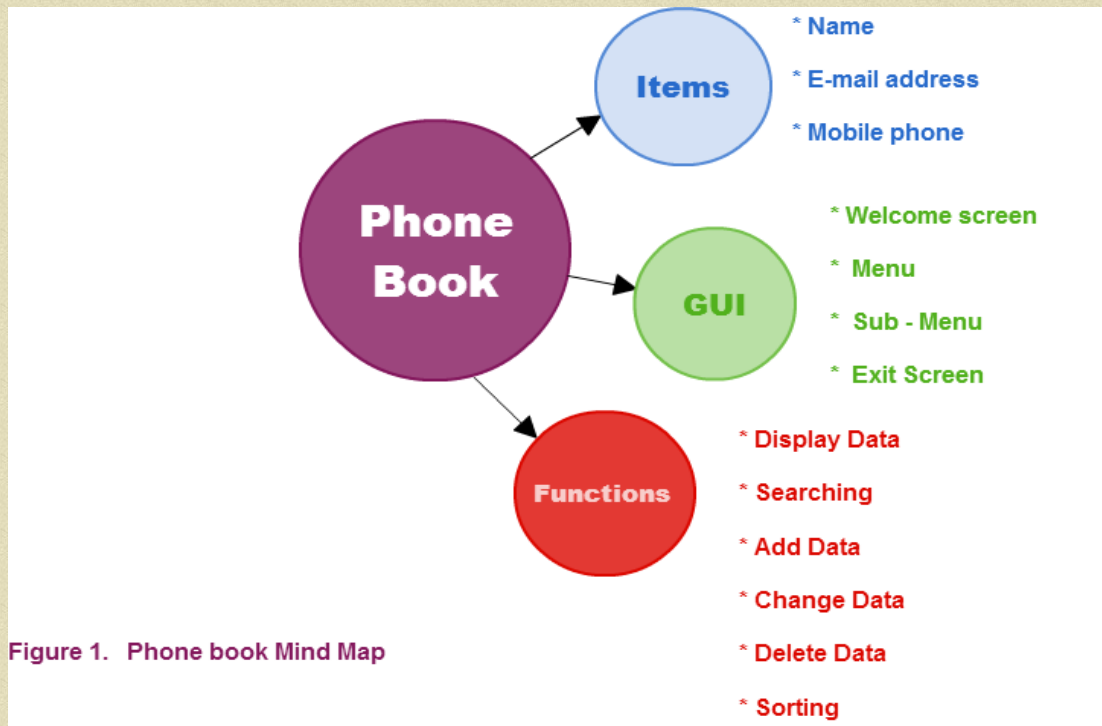 Phone
Book
Items
* Name
* E-mail address
* Mobile phone
GUI
* Welcome screen
* Menu
* Sub - Menu
* Exit Screen
Functions
* Display Data
* Searching
* Add Data
* Change Data
* Delete Data
* Sorting
Figure 1. Phone book Mind Map